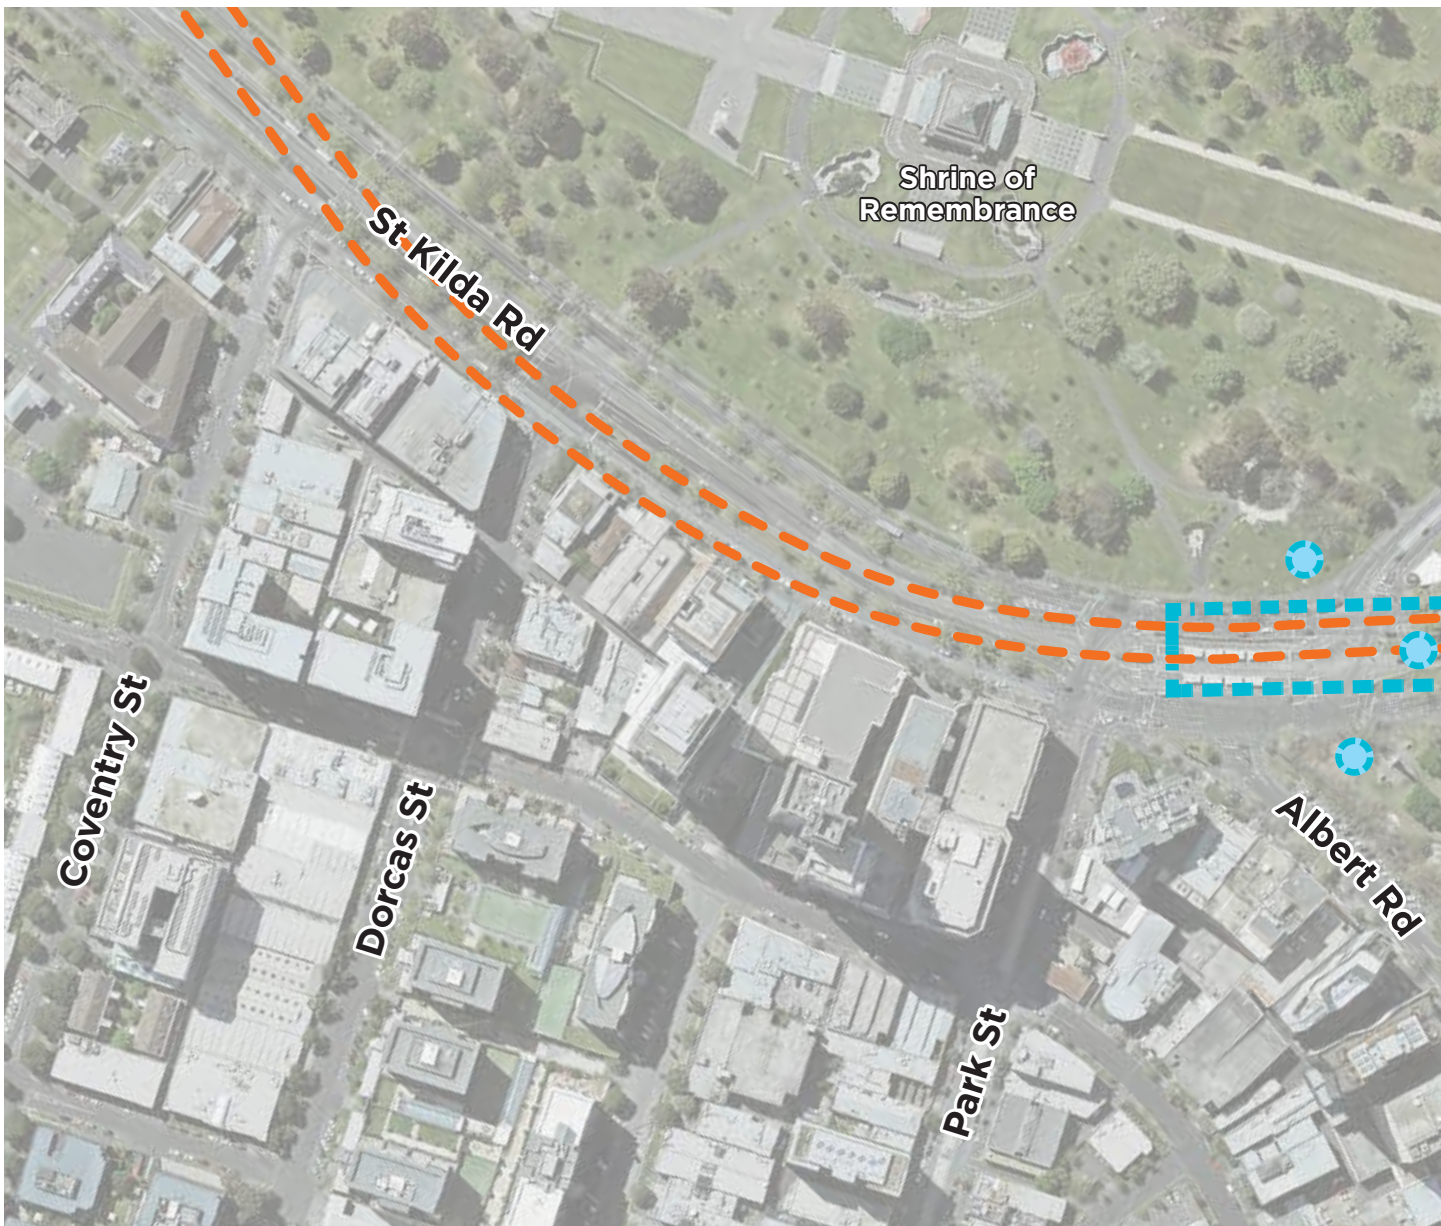 Shrine of
Remembrance
St Kilda Rd
Coventry St
Dorcas St
Albert Rd
Park St